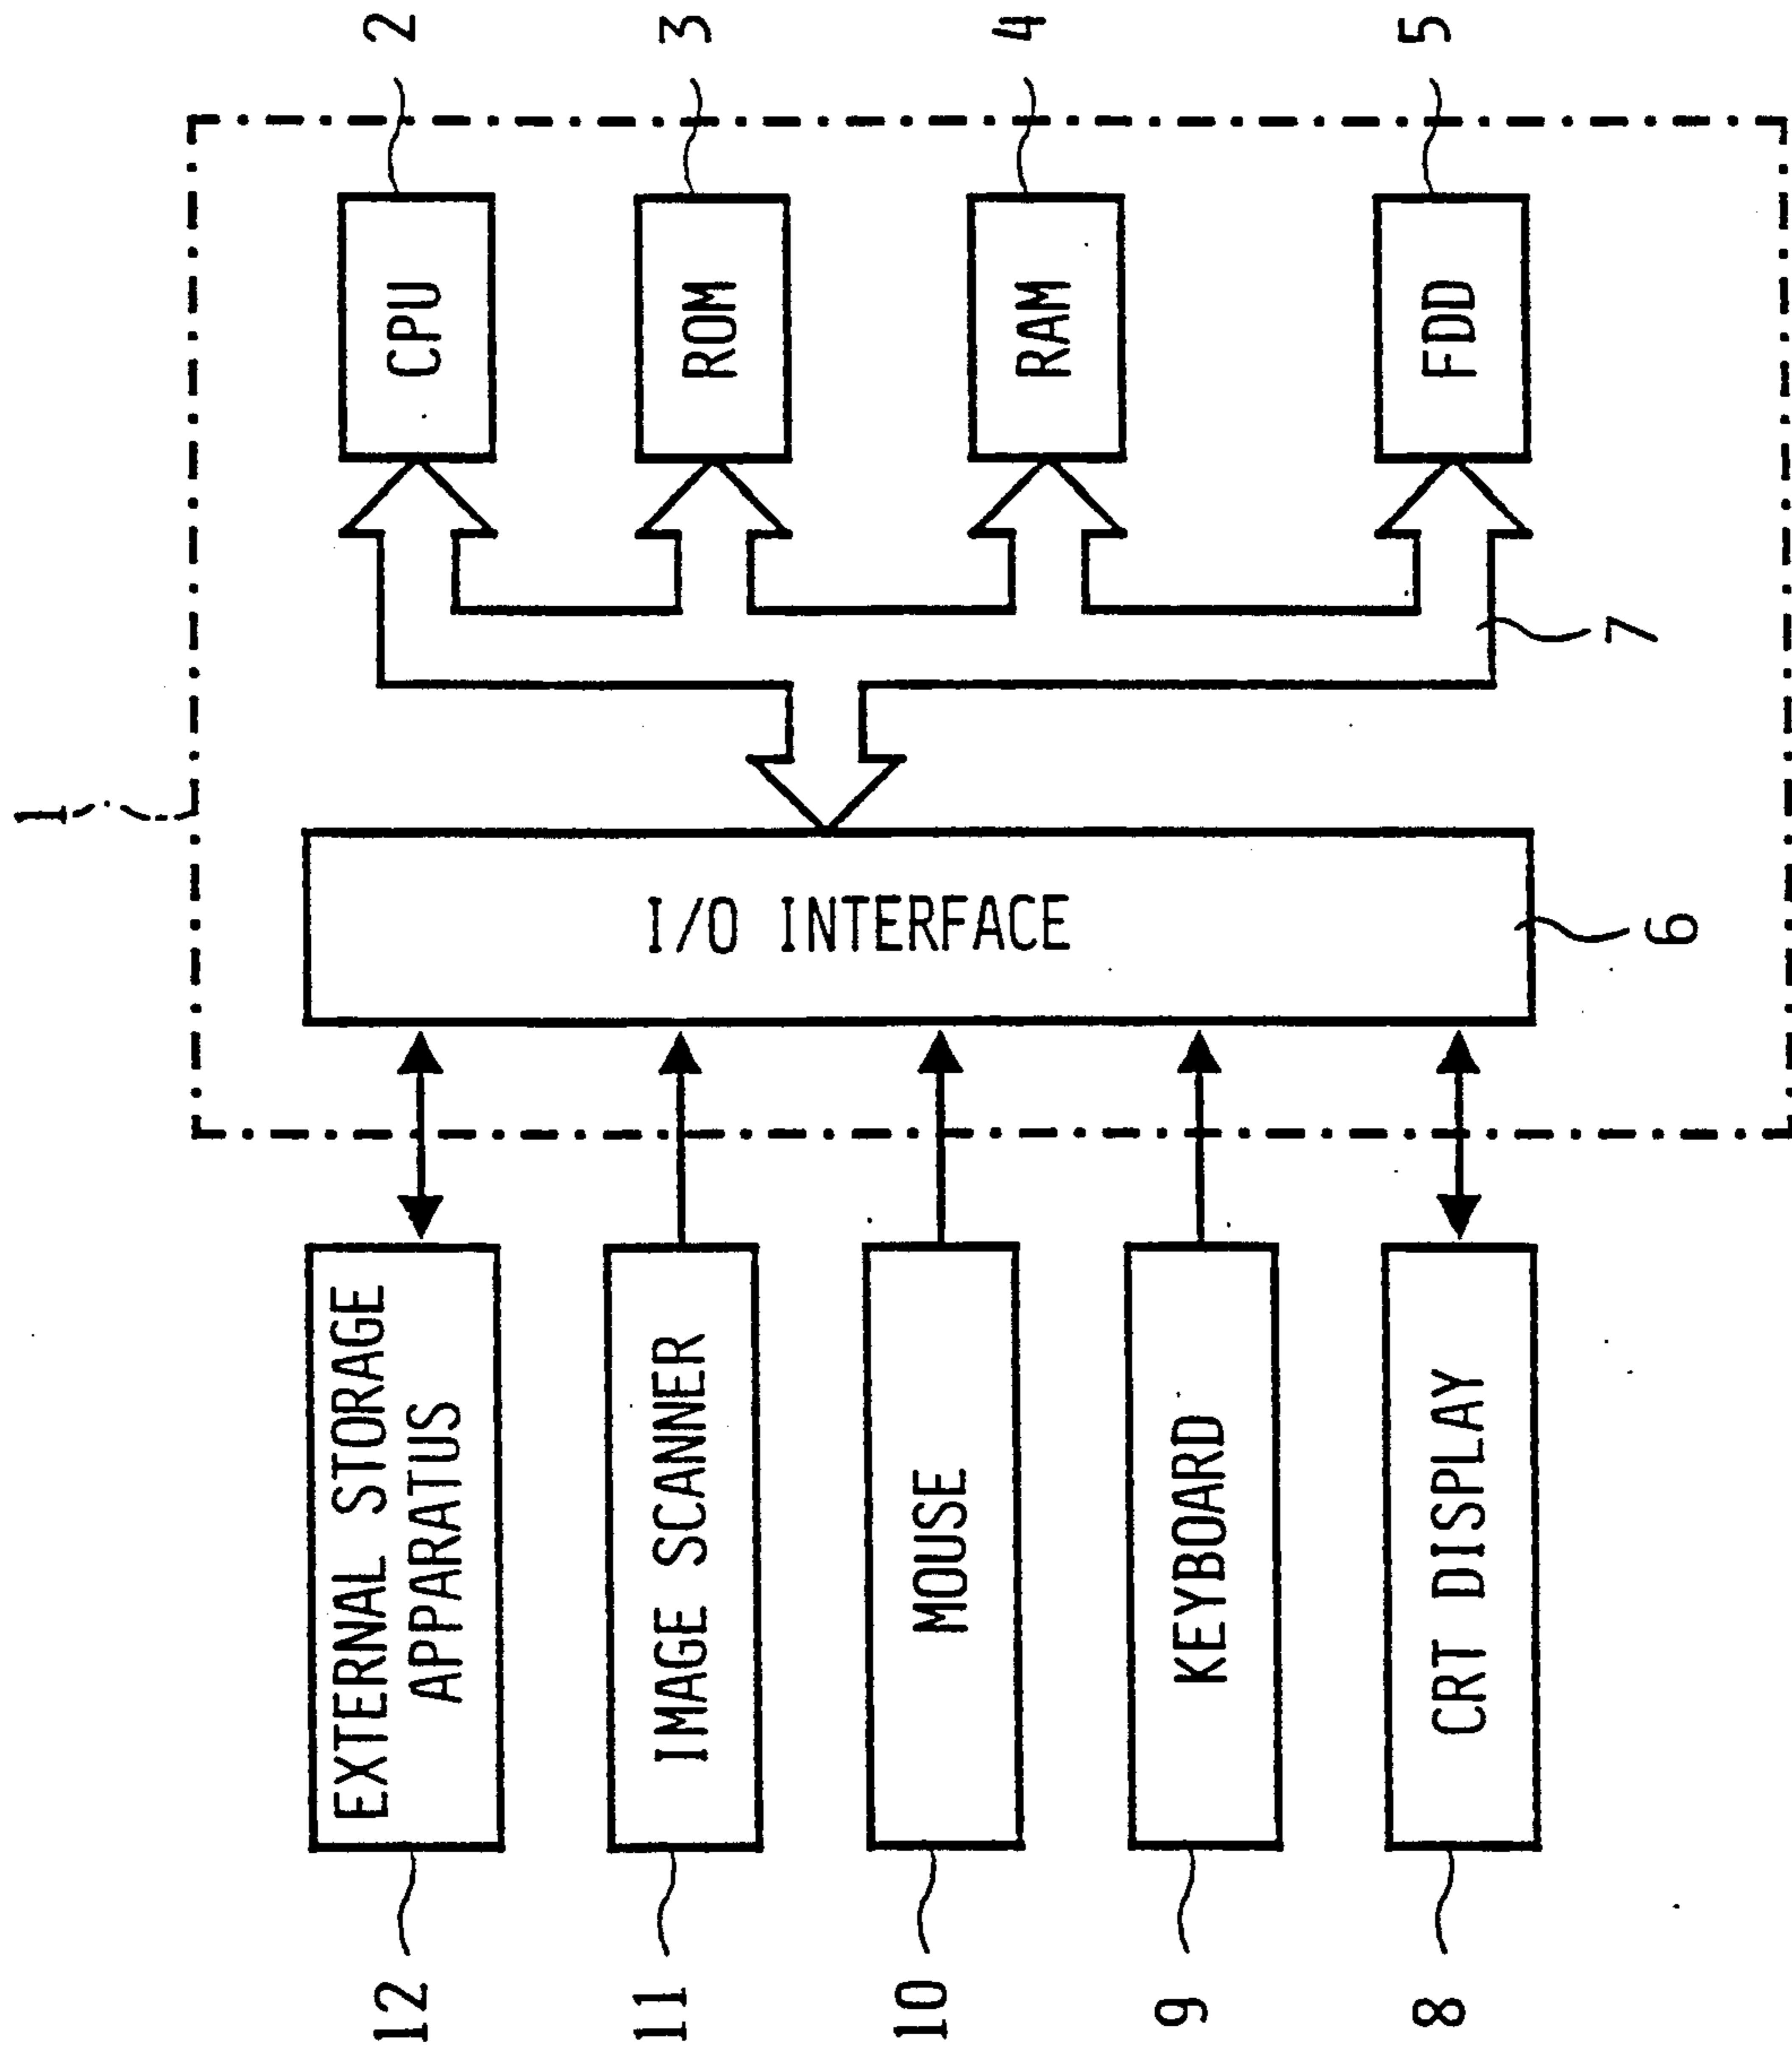 1
CPU
2
ROM
3
RAM
4
FDD
5
7
I/O INTERFACE
6
EXTERNAL STORAGE
APPARATUS
12
IMAGE SCANNER
11
MOUSE
10
KEYBOARD
9
CRT DISPLAY
8